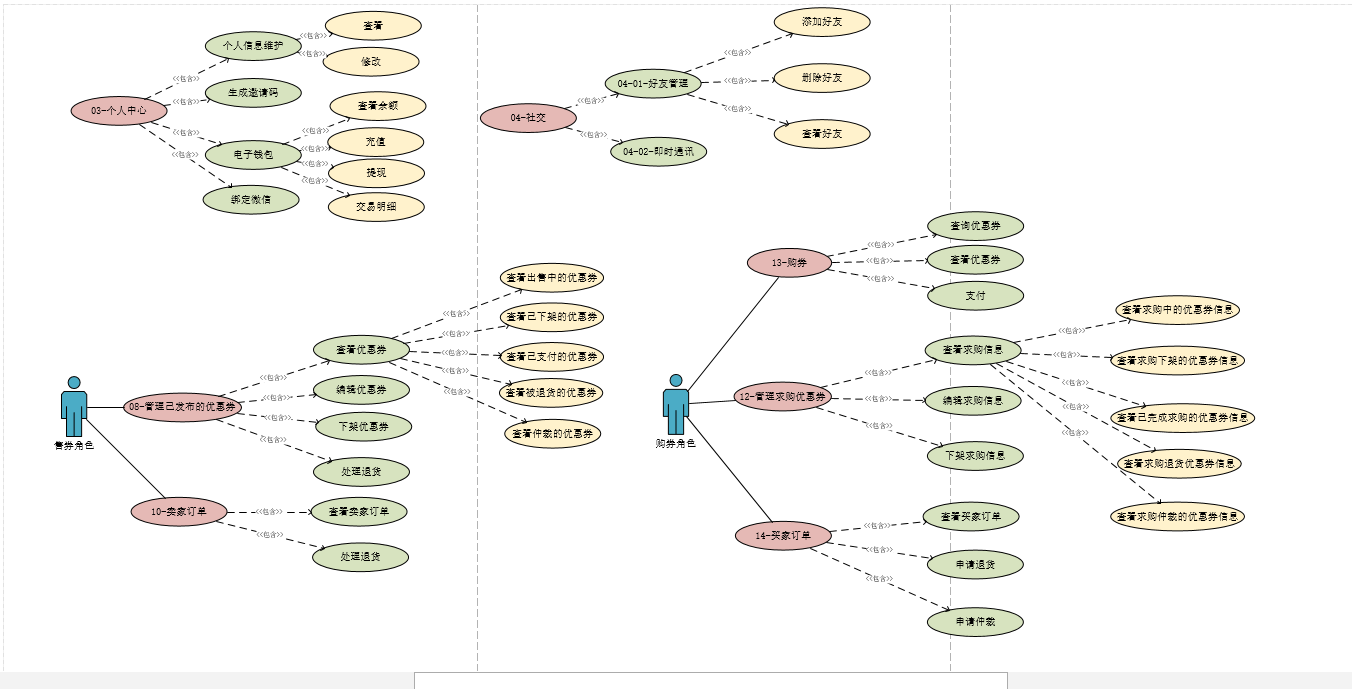 03-个人中心
<<包含>>
<<包含>>
<<包含>>
<<包含>>
个人信息维护
<<包含>>
<<包含>>
查看
修改
生成邀请码
电子钱包
<<包含>>
<<包含>>
<<包含>>
<<包含>>
查看余额
充值
提现
交易明细
绑定微信
04-社交
<<包含>>
<<包含>>
04-01-好友管理
<<包含>>
<<包含>>
<<包含>>
添加好友
删除好友
查看好友
04-02-即时通讯
售券角色
08-管理已发布的优惠券
<<包含>>
<<包含>>
<<包含>>
<<包含>>
查看优惠券
<<包含>>
<<包含>>
<<包含>>
<<包含>>
<<包含>>
查看出售中的优惠券
查看已下架的优惠券
查看已支付的优惠券
查看被退货的优惠券
查看仲裁的优惠券
编辑优惠券
下架优惠券
处理退货
10-卖家订单
<<包含>>
<<包含>>
查看卖家订单
处理退货
购券角色
13-购券
<<包含>>
<<包含>>
<<包含>>
查询优惠券
查看优惠券
支付
12-管理求购优惠券
<<包含>>
<<包含>>
<<包含>>
查看求购信息
<<包含>>
<<包含>>
<<包含>>
<<包含>>
<<包含>>
查看求购中的优惠券信息
查看求购下架的优惠券信息
查看已完成求购的优惠券信息
查看求购退货优惠券信息
查看求购仲裁的优惠券信息
编辑求购信息
下架求购信息
14-买家订单
<<包含>>
<<包含>>
<<包含>>
查看买家订单
申请退货
申请仲裁